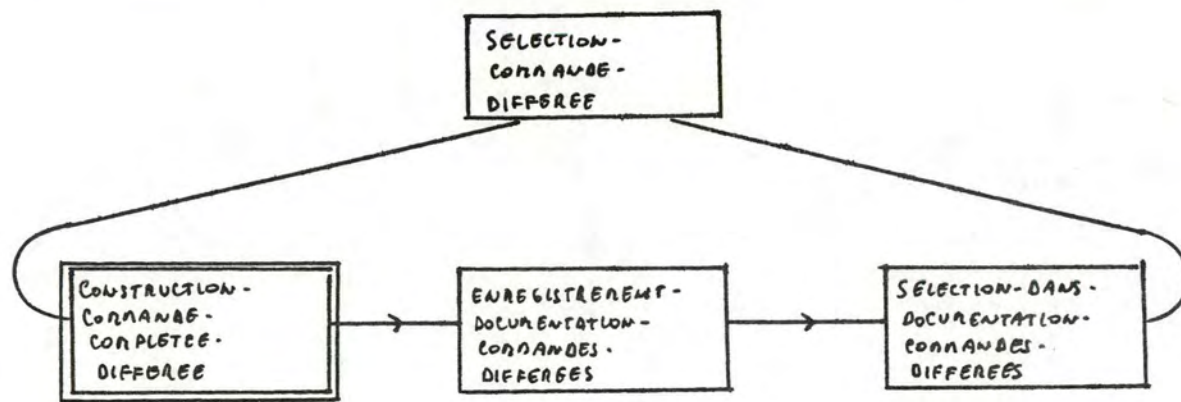 SELECTION-
COMMANDE-
DIFFEREE
CONSTRUCTION-
COMMANDE-
COMPLETEE-
DIFFEREE
ENREGISTREMENT-
DOCUMENTATION-
COMMANDES-
DIFFEREES
SELECTION-DANS-
DOCUMENTATION-
COMMANDES-
DIFFEREES